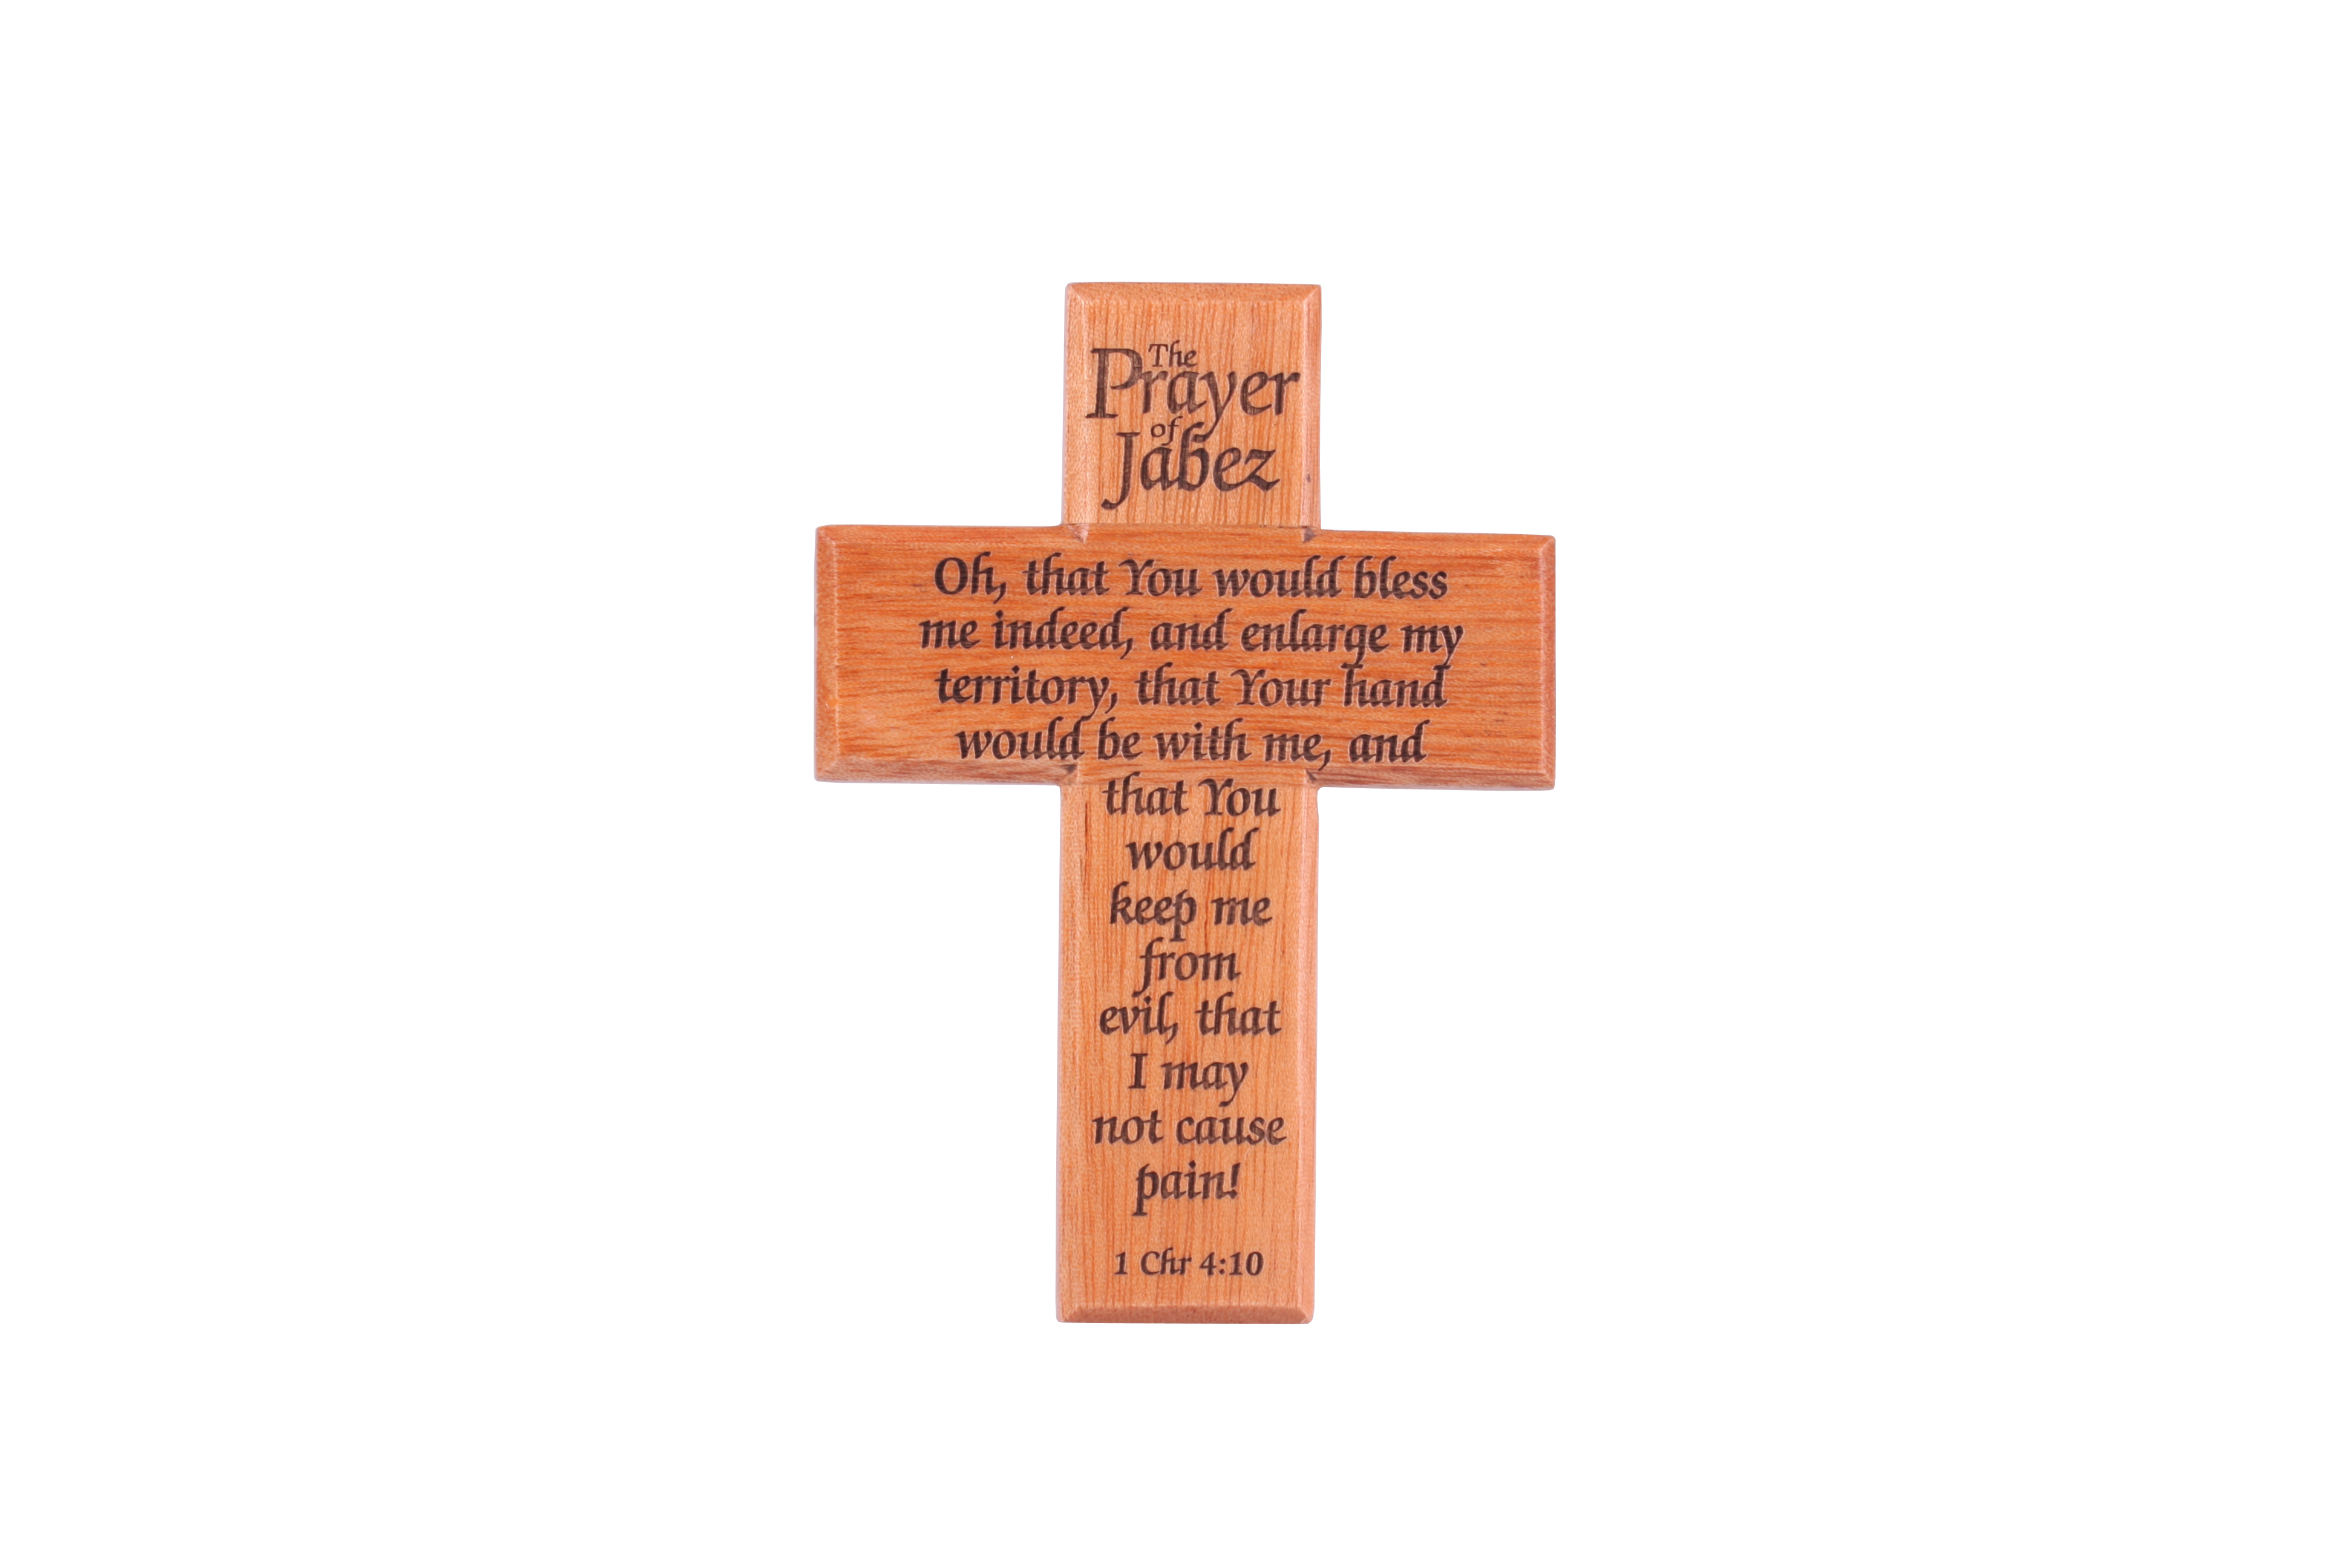 The
Prayer
of
Jabez
Oh, that You would bless
me indeed, and enlarge my
territory, that Your hand
would be with me, and
that You
would
keep me
from
evil, that
I may
not cause
pain!
1 Chr 4:10